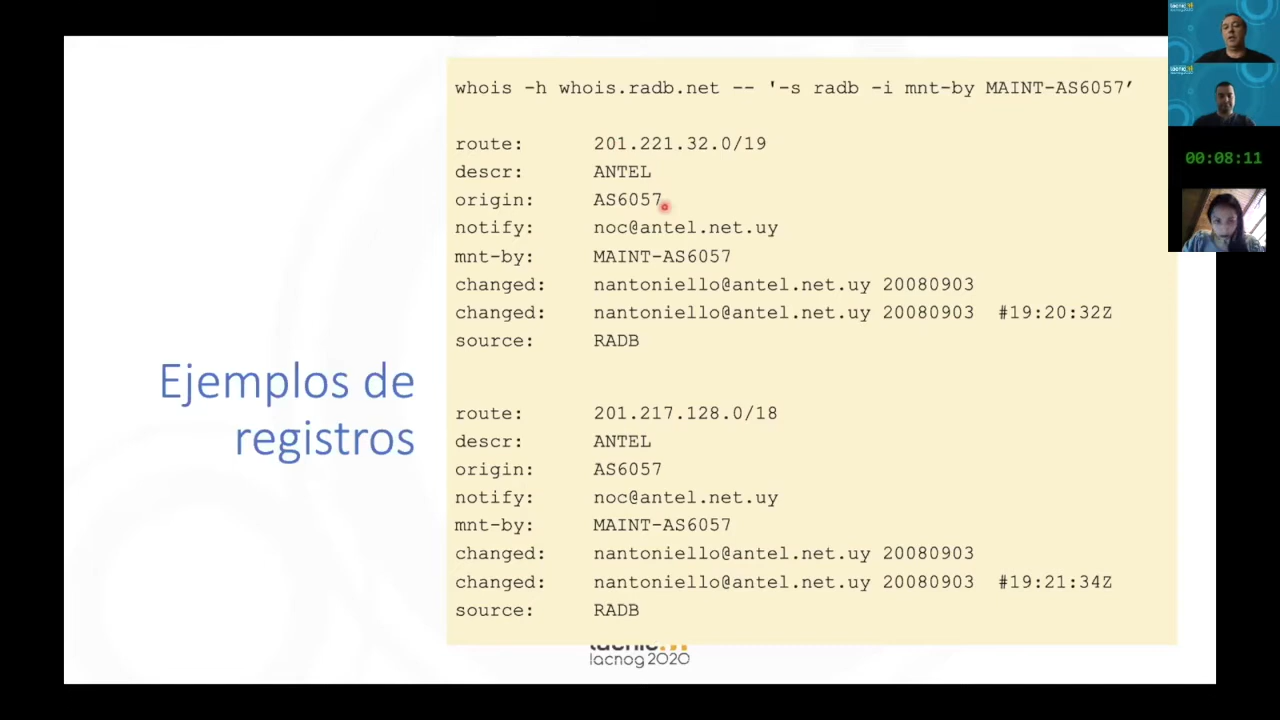 whois -h whois.radb.net -- '-s radb -i mnt-by MAINT-AS6057’
route: 201.221.32.0/19
descr: ANTEL
origin: AS6057
notify: noc@antel.net.uy
mnt-by: MAINT-AS6057
changed: nantoniello@antel.net.uy 20080903
changed: nantoniello@antel.net.uy 20080903 #19:20:32Z
source: RADB
Ejemplos de
registros
route: 201.217.128.0/18
descr: ANTEL
origin: AS6057
notify: noc@antel.net.uy
mnt-by: MAINT-AS6057
changed: nantoniello@antel.net.uy 20080903
changed: nantoniello@antel.net.uy 20080903 #19:21:34Z
source: RADB
lacnog2020
00:08:11